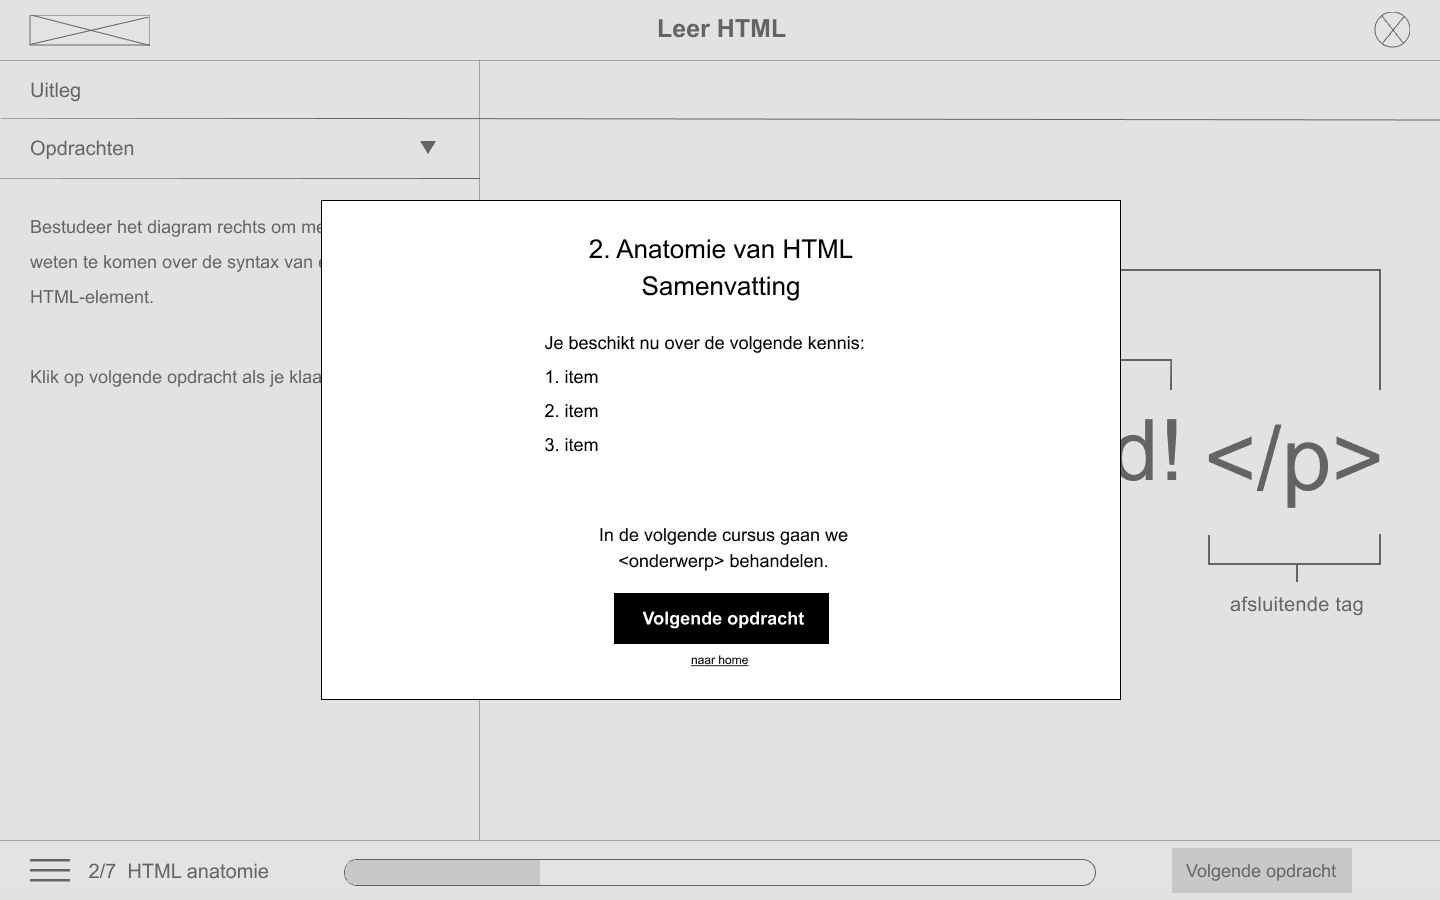 Leer HTML
Uitleg
Opdrachten
Bestudeer het diagram rechts om me
weten te komen over de syntax van
HTML-element.
Klik op volgende opdracht als je klaa
2. Anatomie van HTML
Samenvatting
Je beschikt nu over de volgende kennis:
1. item
2. item
3. item
In de volgende cursus gaan we
<onderwerp> behandelen.
Volgende opdracht
naar home
d! </p>
afsluitende tag
2/7 HTML anatomie
Volgende opdracht